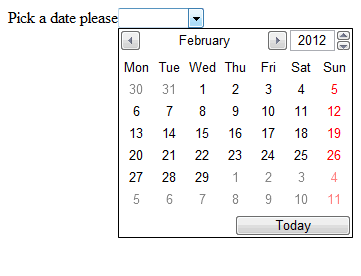 Pick a date please
February 2012
Mon Tue Wed Thu Fri Sat Sun
30 31 1 2 3 4 5
6 7 8 9 10 11 12
13 14 15 16 17 18 19
20 21 22 23 24 25 26
27 28 29 1 2 3 4
5 6 7 8 9 10 11
Today